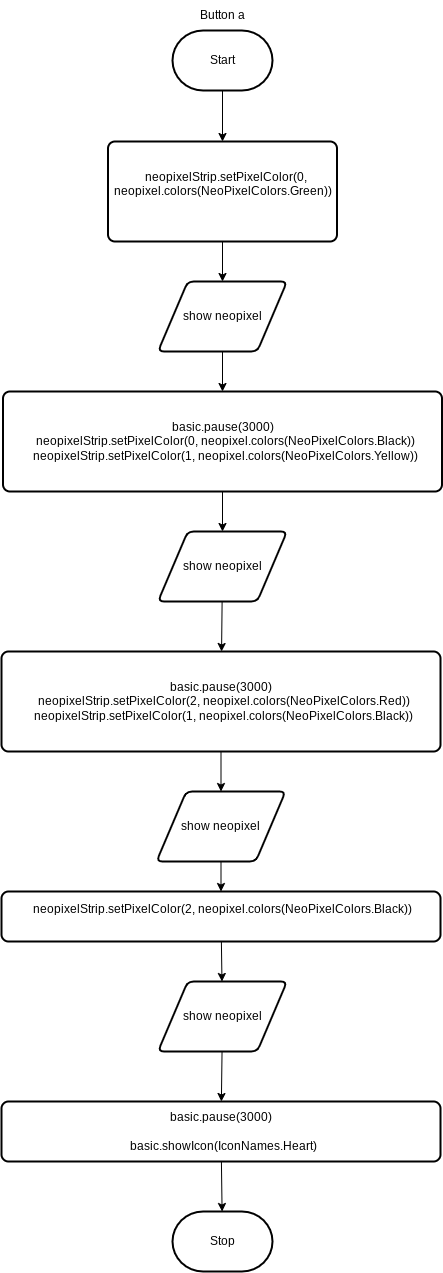 Button a
Start
neopixelStrip.setPixelColor(0,
neopixel.colors(NeoPixelColors.Green))
show neopixel
basic.pause(3000)
neopixelStrip.setPixelColor(0, neopixel.colors(NeoPixelColors.Black))
neopixelStrip.setPixelColor(1, neopixel.colors(NeoPixelColors.Yellow))
show neopixel
basic.pause(3000)
neopixelStrip.setPixelColor(2, neopixel.colors(NeoPixelColors.Red))
neopixelStrip.setPixelColor(1, neopixel.colors(NeoPixelColors.Black))
show neopixel
neopixelStrip.setPixelColor(2, neopixel.colors(NeoPixelColors.Black))
show neopixel
basic.pause(3000)
basic.showIcon(IconNames.Heart)
Stop